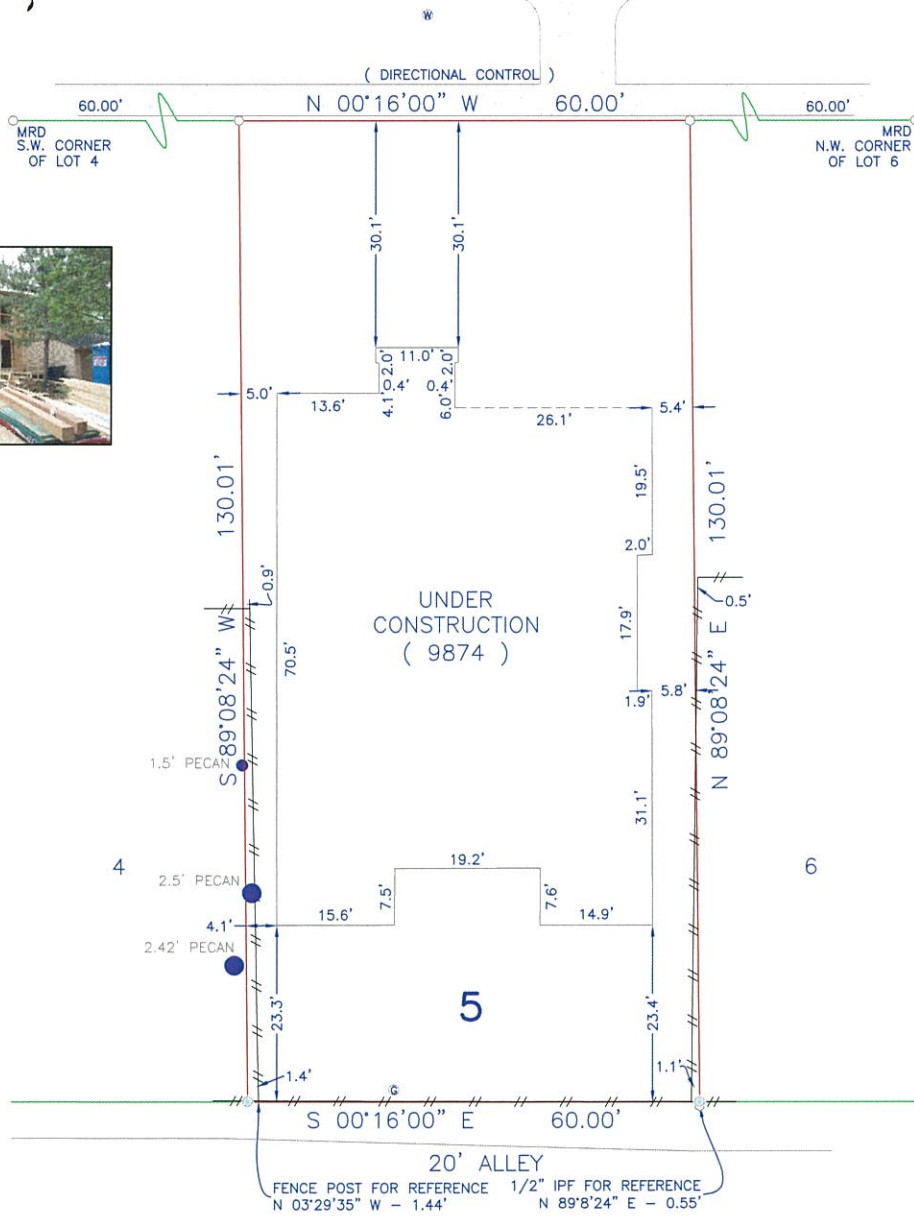 W
( DIRECTIONAL CONTROL )
60.00'
N 00°16'00" W 60.00'
60.00'
MRD
S.W. CORNER
OF LOT 4
MRD
N.W. CORNER
OF LOT 6
30.1'
30.1'
11.0'
2.0'
2.0'
0.4'
0.4'
5.0'
13.6'
4.1'
6.0'
26.1'
5.4'
130.01'
19.5'
130.01'
2.0'
0.9'
0.5'
UNDER
CONSTRUCTION
( 9874 )
17.9'
70.5'
S 89°08'24" W
1.9'
5.8'
N 89°08'24" E
1.5' PECAN
31.1'
4
6
19.2'
2.5' PECAN
7.5'
7.6'
15.6'
14.9'
4.1'
2.42' PECAN
23.3'
5
23.4'
1.4'
G
1.1'
S 00°16'00" E 60.00'
20' ALLEY
FENCE POST FOR REFERENCE
N 03°29'35" W - 1.44'
1/2" IPF FOR REFERENCE
N 89°8'24" E - 0.55'